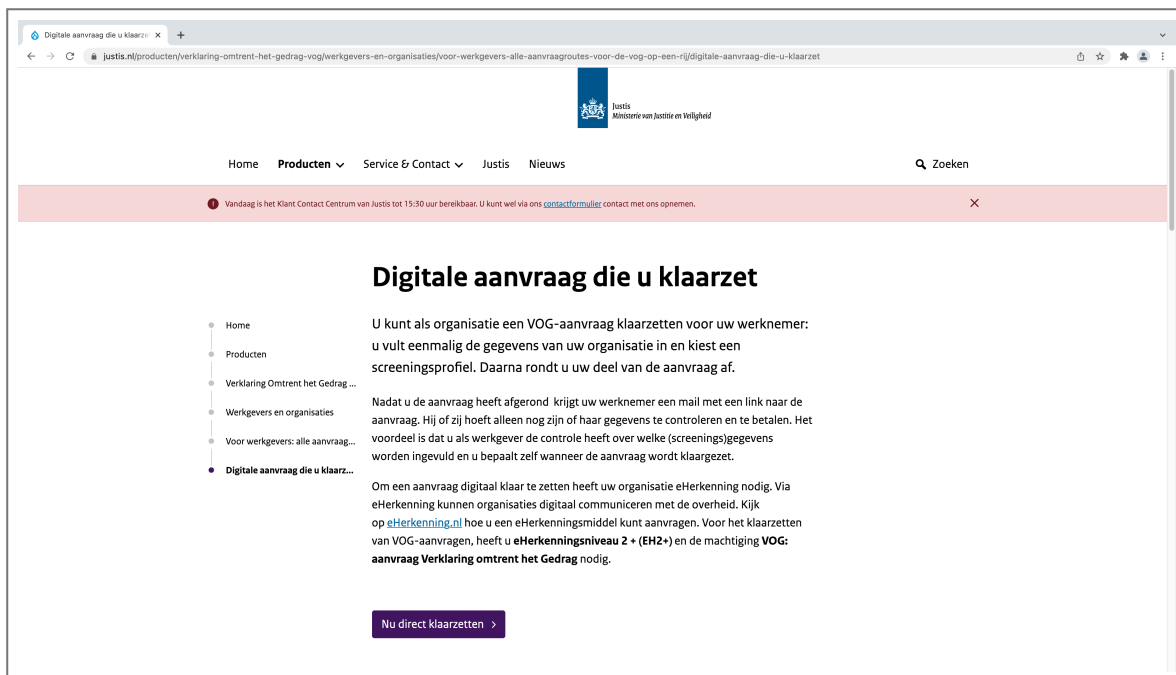 Digitale aanvraag die u klaarzet
justis.nl/producten/verklaring-omtrent-het-gedrag-vog/werkgevers-en-organisaties/voor-werkgevers-alle-aanvraagroutes-voor-de-vog-op-een-rij/digitale-aanvraag-die-u-klaarzet
Justis
Ministerie van Justitie en Veiligheid
Home Producten Service & Contact Justis Nieuws Zoeken
Vandaag is het Klant Contact Centrum van Justis tot 15:30 uur bereikbaar. U kunt wel via ons contactformulier contact met ons opnemen.
Digitale aanvraag die u klaarzet
Home
Producten
Verklaring Omtrent het Gedrag ...
Werkgevers en organisaties
Voor werkgevers: alle aanvraag...
Digitale aanvraag die u klaarz...
U kunt als organisatie een VOG-aanvraag klaarzetten voor uw werknemer:
u vult eenmalig de gegevens van uw organisatie in en kiest een
screeningsprofiel. Daarna rondt u uw deel van de aanvraag af.
Nadat u de aanvraag heeft afgerond krijgt uw werknemer een mail met een link naar de
aanvraag. Hij of zij hoeft alleen nog zijn of haar gegevens te controleren en te betalen. Het
voordeel is dat u als werkgever de controle heeft over welke (screenings)gegevens
worden ingevuld en u bepaalt zelf wanneer de aanvraag wordt klaargezet.
Om een aanvraag digitaal klaar te zetten heeft uw organisatie eHerkenning nodig. Via
eHerkenning kunnen organisaties digitaal communiceren met de overheid. Kijk
op eHerkenning.nl hoe u een eHerkenningsmiddel kunt aanvragen. Voor het klaarzetten
van VOG-aanvragen, heeft u eHerkenningsniveau 2 + (EH2+) en de machtiging VOG:
aanvraag Verklaring omtrent het Gedrag nodig.
Nu direct klaarzetten